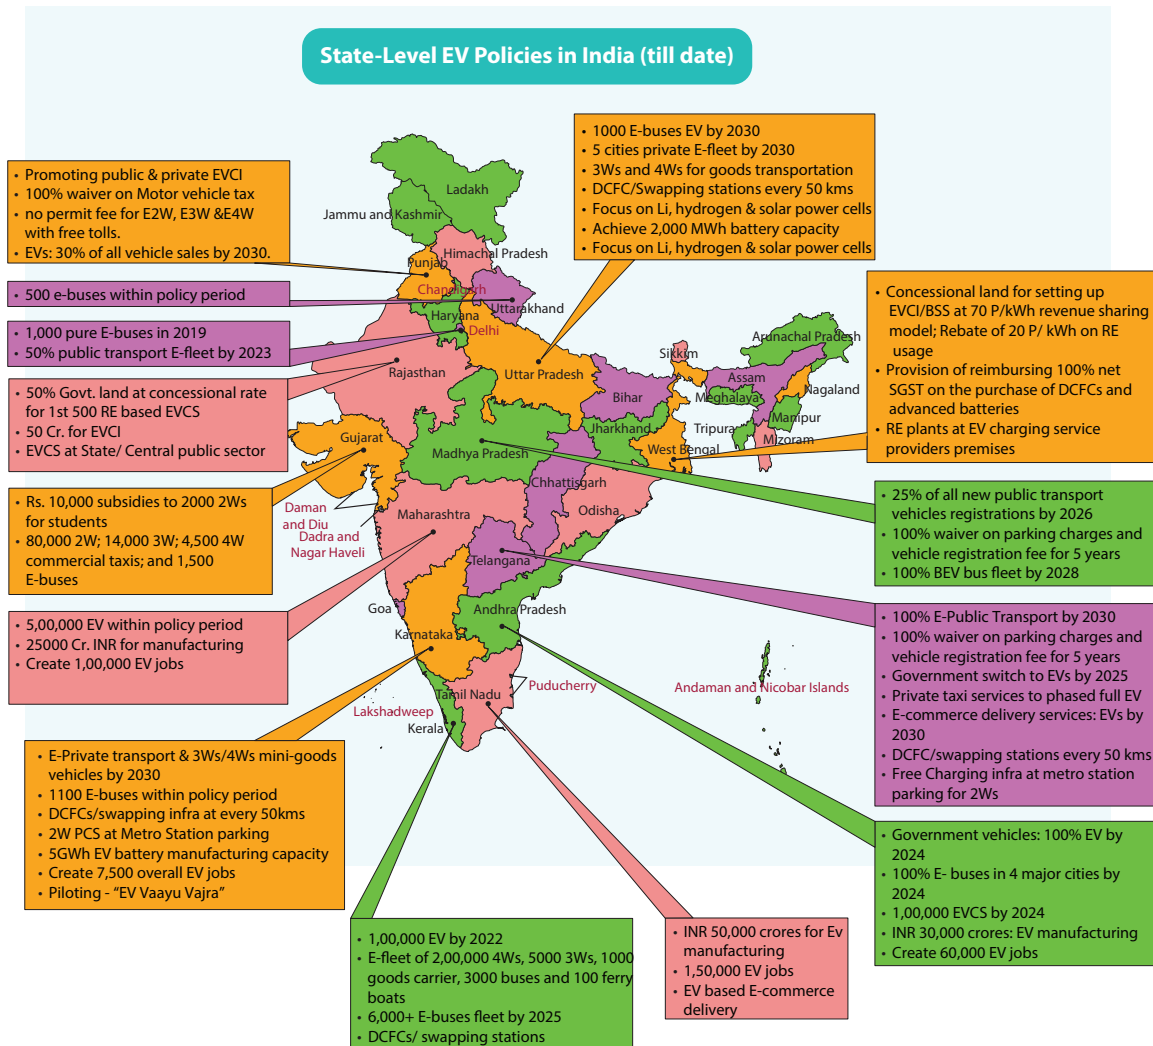 State-Level EV Policies in India (till date)
• Promoting public & private EVCI
• 100% waiver on Motor vehicle tax
• no permit fee for E2W, E3W &E4W
with free tolls.
• EVs: 30% of all vehicle sales by 2030.
• 500 e-buses within policy period
• 1,000 pure E-buses in 2019
• 50% public transport E-fleet by 2023
• 50% Govt. land at concessional rate
for 1st 500 RE based EVCS
• 50 Cr. for EVCI
• EVCS at State/ Central public sector
• Rs. 10,000 subsidies to 2000 2Ws
for students
• 80,000 2W; 14,000 3W; 4,500 4W
commercial taxis; and 1,500
E-buses
• 5,00,000 EV within policy period
• 25000 Cr. INR for manufacturing
• Create 1,00,000 EV jobs
• E-Private transport & 3Ws/4Ws mini-goods
vehicles by 2030
• 1100 E-buses within policy period
• DCFCs/swapping infra at every 50kms
• 2W PCS at Metro Station parking
• 5GWh EV battery manufacturing capacity
• Create 7,500 overall EV jobs
• Piloting - “EV Vaayu Vajra”
• 1000 E-buses EV by 2030
• 5 cities private E-fleet by 2030
• 3Ws and 4Ws for goods transportation
• DCFC/Swapping stations every 50 kms
• Focus on Li, hydrogen & solar power cells
• Achieve 2,000 MWh battery capacity
• Focus on Li, hydrogen & solar power cells
Ladakh
Jammu and Kashmir
Himachal Pradesh
Punjab
Chandigarh
Uttarakhand
Haryana
Delhi
Rajasthan
Uttar Pradesh
Sikkim
Arunachal Pradesh
Assam
Nagaland
Meghalaya
Manipur
Tripura
Mizoram
Bihar
Jharkhand
West Bengal
Gujarat
Madhya Pradesh
Chhattisgarh
Odisha
Daman
and Diu
Dadra and
Nagar Haveli
Maharashtra
Telangana
Goa
Andhra Pradesh
Karnataka
Puducherry
Tamil Nadu
Lakshadweep
Kerala
Andaman and Nicobar Islands
• Concessional land for setting up
EVCI/BSS at 70 P/kWh revenue sharing
model; Rebate of 20 P/ kWh on RE
usage
• Provision of reimbursing 100% net
SGST on the purchase of DCFCs and
advanced batteries
• RE plants at EV charging service
providers premises
• 25% of all new public transport
vehicles registrations by 2026
• 100% waiver on parking charges and
vehicle registration fee for 5 years
• 100% BEV bus fleet by 2028
• 100% E-Public Transport by 2030
• 100% waiver on parking charges and
vehicle registration fee for 5 years
• Government switch to EVs by 2025
• Private taxi services to phased full EV
• E-commerce delivery services: EVs by
2030
• DCFC/swapping stations every 50 kms
• Free Charging infra at metro station
parking for 2Ws
• Government vehicles: 100% EV by
2024
• 100% E- buses in 4 major cities by
2024
• 1,00,000 EVCS by 2024
• INR 30,000 crores: EV manufacturing
• Create 60,000 EV jobs
• 1,00,000 EV by 2022
• E-fleet of 2,00,000 4Ws, 5000 3Ws, 1000
goods carrier, 3000 buses and 100 ferry
boats
• 6,000+ E-buses fleet by 2025
• DCFCs/ swapping stations
• INR 50,000 crores for Ev
manufacturing
• 1,50,000 EV jobs
• EV based E-commerce
delivery